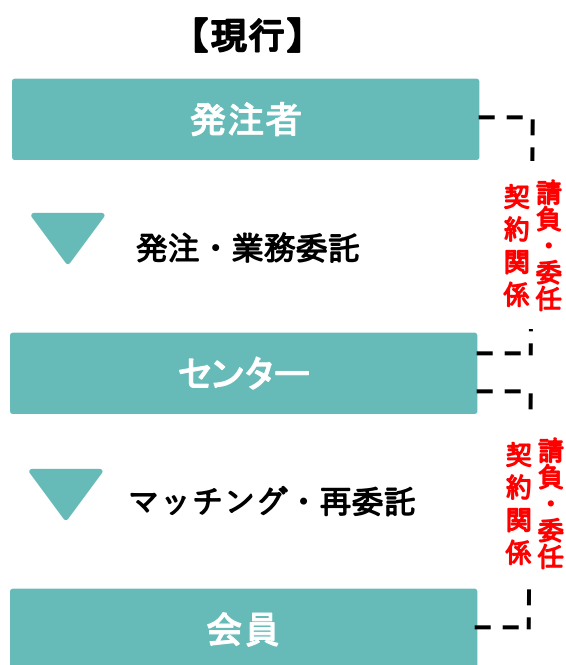 【現行】
発注者
請負・委任
契約関係
発注・業務委託
センター
マッチング・再委託
請負・委任
契約関係
会員